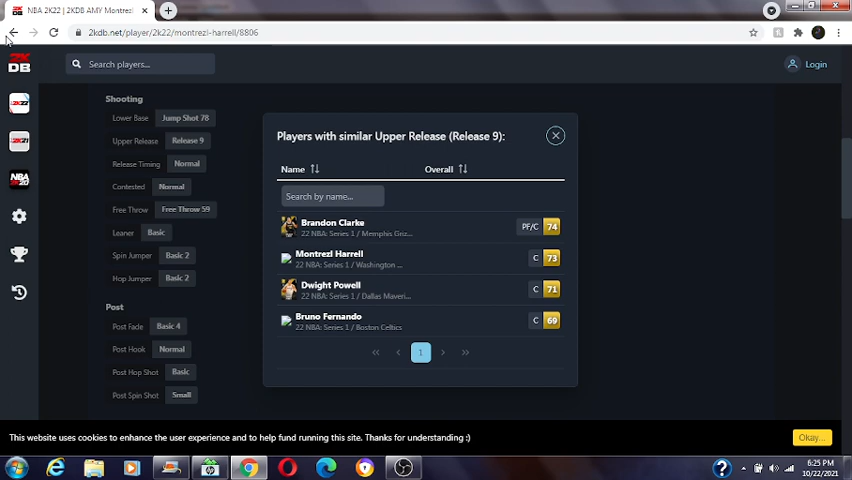 NBA 2K22 | 2KDB AMY Montrezl
2kdb.net/player/2k22/montrezl-harrell/8806
2K
DB
Search players...
Login
2K22
2K21
NBA
2K20
Shooting
Lower Base Jump Shot 78
Upper Release Release 9
Release Timing Normal
Contested Normal
Free Throw Free Throw 59
Leaner Basic
Spin Jumper Basic 2
Hop Jumper Basic 2
Post
Post Fade Basic 4
Post Hook Normal
Post Hop Shot Basic
Post Spin Shot Small
Players with similar Upper Release (Release 9):
Name Overall
Search by name...
Brandon Clarke PF/C 74
22 NBA: Series 1 / Memphis Griz...
Montrezl Harrell C 73
22 NBA: Series 1 / Washington ...
Dwight Powell C 71
22 NBA: Series 1 / Dallas Maveri...
Bruno Fernando C 69
22 NBA: Series 1 / Boston Celtics
« ‹ 1 › »
This website uses cookies to enhance the user experience and to help fund running this site. Thanks for understanding :)
Okay...
6:25 PM
10/22/2021